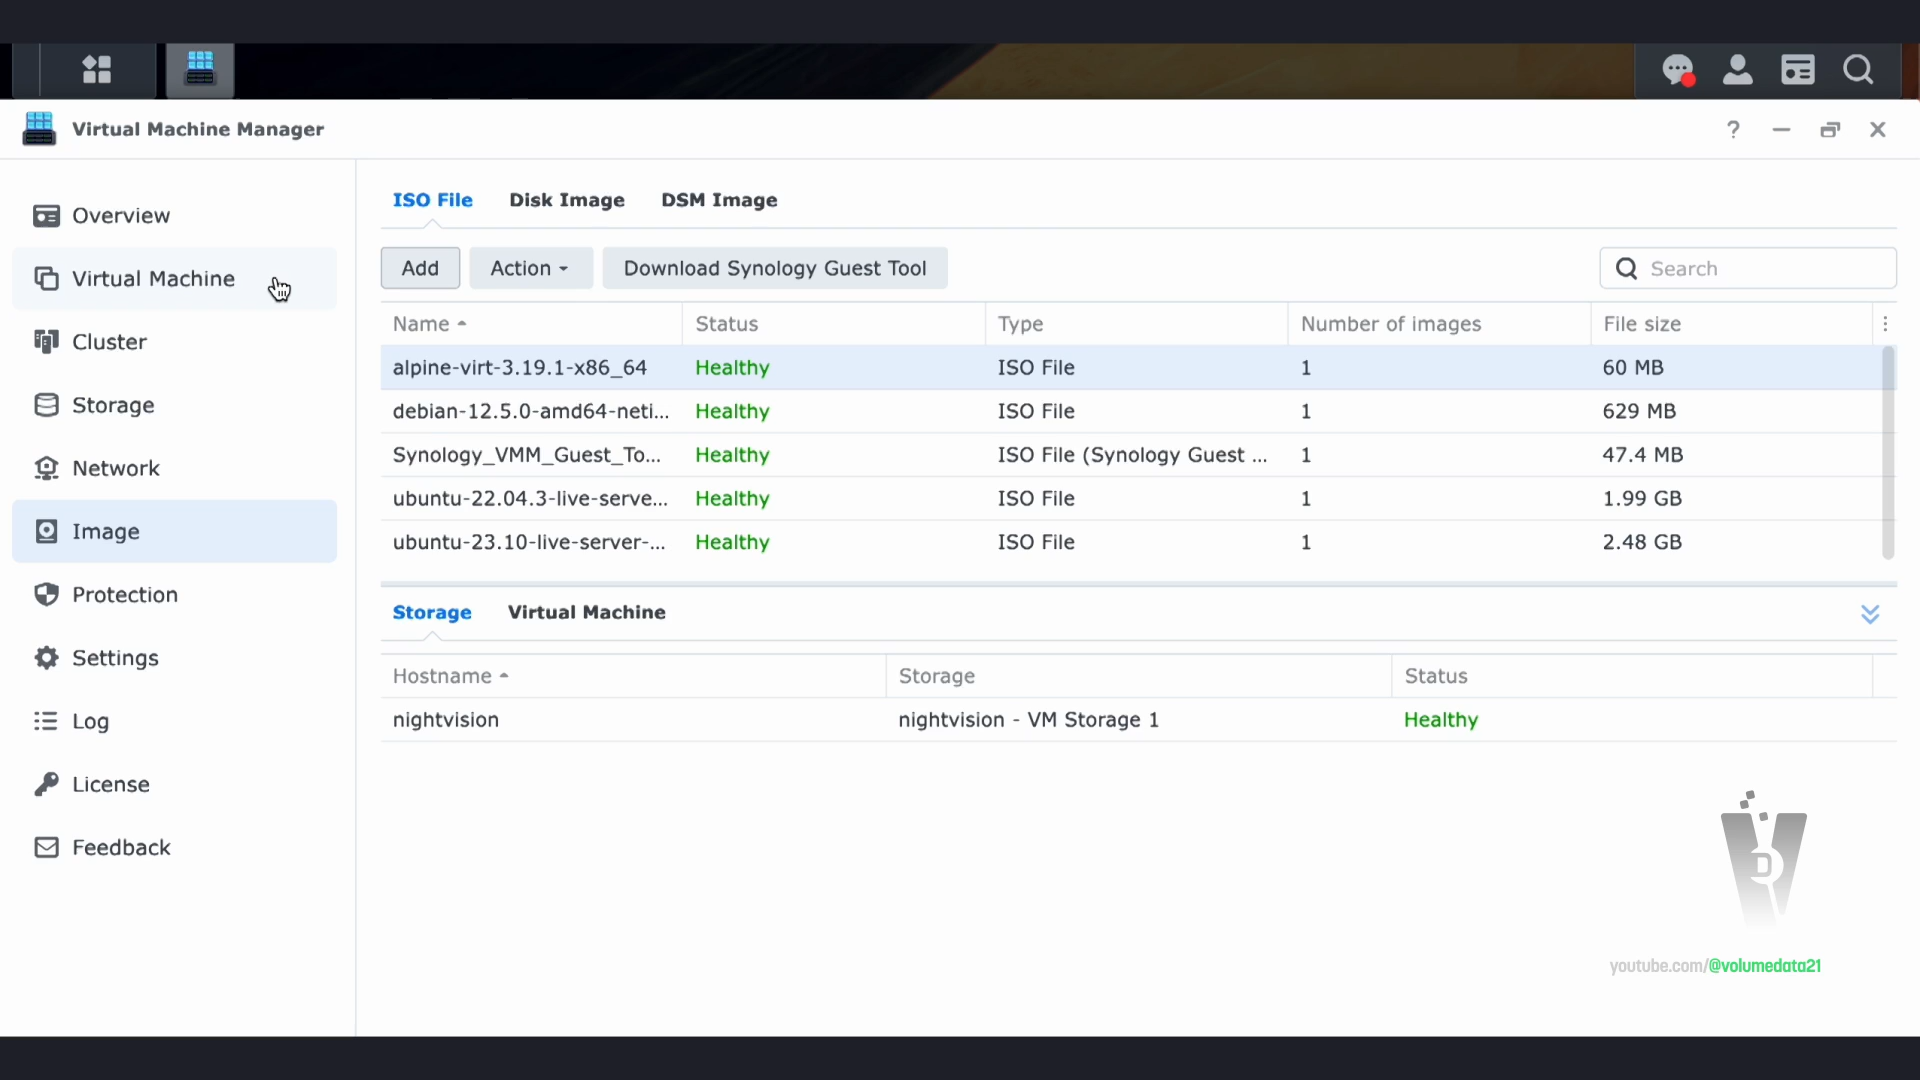 Virtual Machine Manager
?
Overview
Virtual Machine
Cluster
Storage
Network
Image
Protection
Settings
Log
License
Feedback
ISO File Disk Image DSM Image
Add Action Download Synology Guest Tool Search
Name Status Type Number of images File size
alpine-virt-3.19.1-x86_64 Healthy ISO File 1 60 MB
debian-12.5.0-amd64-neti... Healthy ISO File 1 629 MB
Synology_VMM_Guest_To... Healthy ISO File (Synology Guest ... 1 47.4 MB
ubuntu-22.04.3-live-serve... Healthy ISO File 1 1.99 GB
ubuntu-23.10-live-server-... Healthy ISO File 1 2.48 GB
Storage Virtual Machine
Hostname Storage Status
nightvision nightvision - VM Storage 1 Healthy
VD
youtube.com/@volumedata21